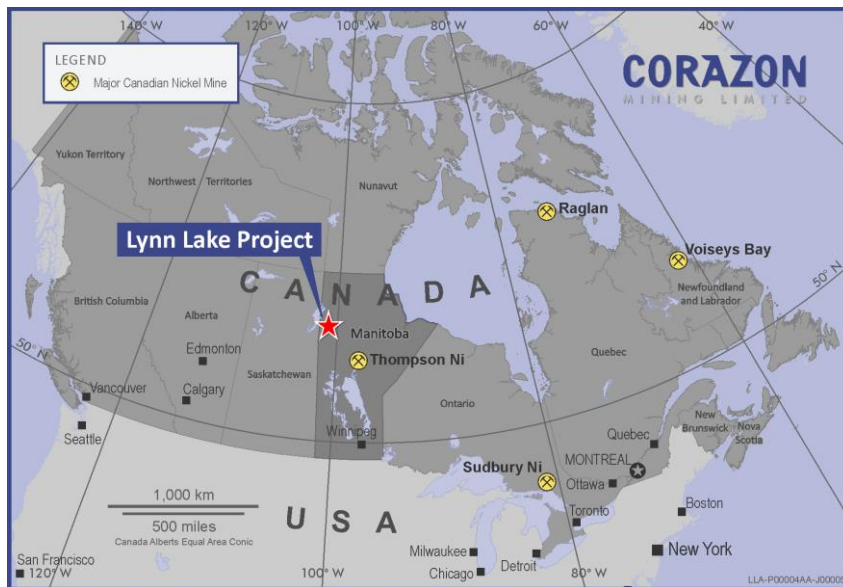 140° W
120° W
100° W
80° W
60° W
40° W
LEGEND
Major Canadian Nickel Mine
CORAZON
MINING LIMITED
Yukon Territory
Northwest Territories
Nunavut
Raglan
Lynn Lake Project
Voiseys Bay
50° N
CANADA
Newfoundland
and Labrador
British Columbia
Alberta
Manitoba
Edmonton
Thompson Ni
Saskatchewan
Quebec
50° N
Vancouver
Calgary
Ontario
New
Brunswick
Nova
Scotia
Seattle
Winnipeg
Quebec
Sudbury Ni
MONTREAL
Ottawa
1,000 km
500 miles
Canada Alberts Equal Area Conic
USA
Toronto
Boston
Milwaukee
Detroit
New York
San Francisco
120° W
100° W
Chicago
80° W